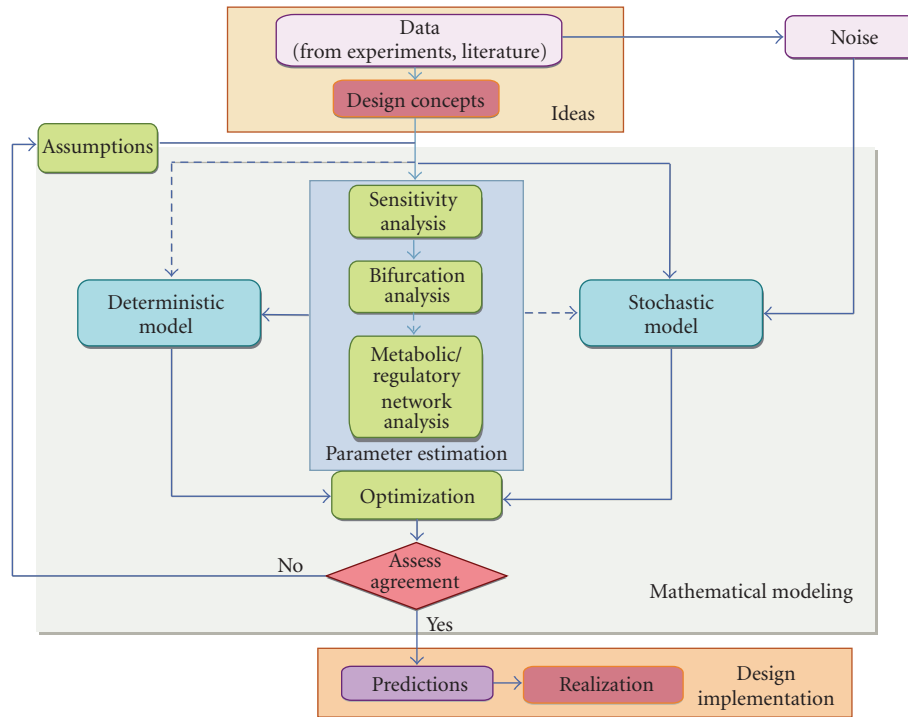 Data
(from experiments, literature)
Noise
Design concepts
Ideas
Assumptions
Sensitivity
analysis
Bifurcation
analysis
Deterministic
model
Stochastic
model
Metabolic/
regulatory
network
analysis
Parameter estimation
Optimization
Assess
agreement
No
Mathematical modeling
Yes
Predictions
Realization
Design
implementation